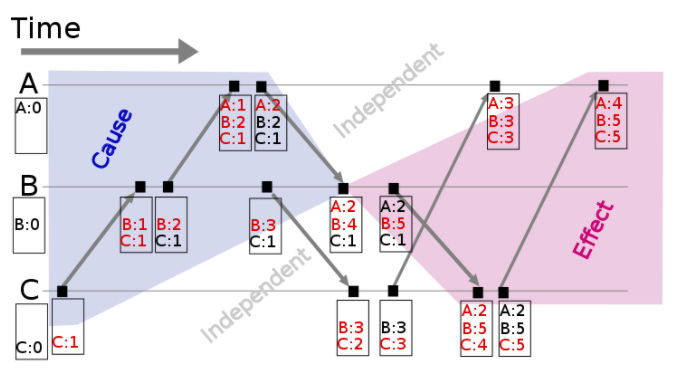 Time
Independent
A
A:0
A:1
B:2
C:1
A:2
B:2
C:1
A:3
B:3
C:3
A:4
B:5
C:5
Cause
B
B:0
B:1
C:1
B:2
C:1
B:3
C:1
A:2
B:4
C:1
A:2
B:5
C:1
Effect
Independent
C
C:0
C:1
B:3
C:2
B:3
C:3
A:2
B:5
C:4
A:2
B:5
C:5